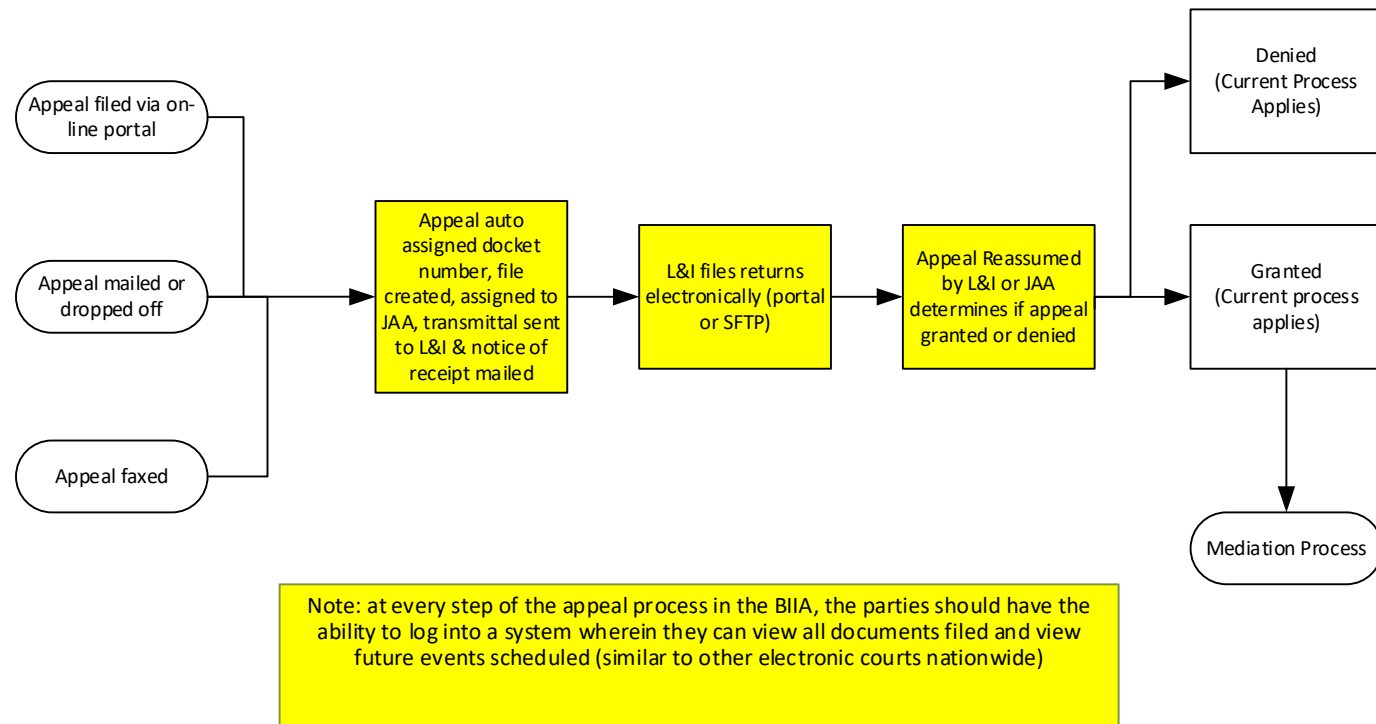 Appeal filed via on-
line portal
Appeal mailed or
dropped off
Appeal faxed
Appeal auto
assigned docket
number, file
created, assigned to
JAA, transmittal sent
to L&I & notice of
receipt mailed
L&I files returns
electronically (portal
or SFTP)
Appeal Reassumed
by L&I or JAA
determines if appeal
granted or denied
Denied
(Current Process
Applies)
Granted
(Current process
applies)
Mediation Process
Note: at every step of the appeal process in the BIIA, the parties should have the
ability to log into a system wherein they can view all documents filed and view
future events scheduled (similar to other electronic courts nationwide)